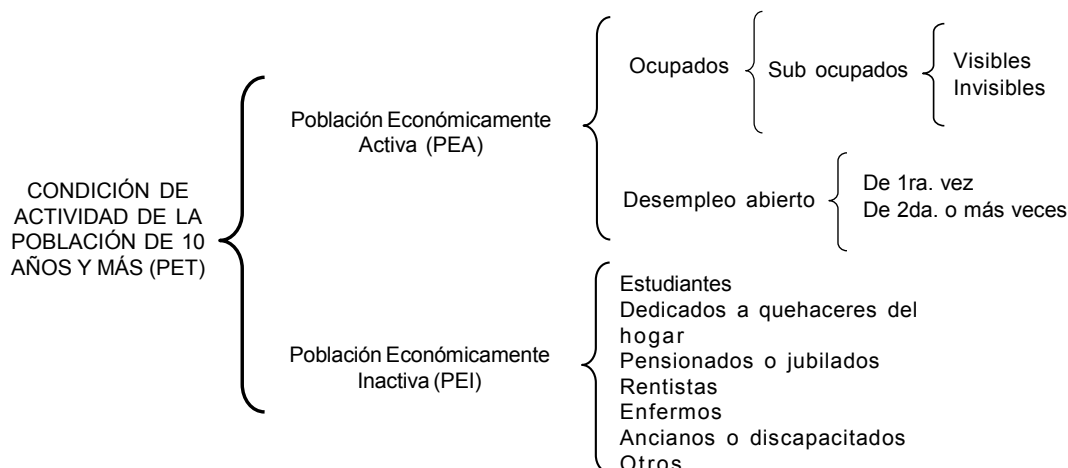 CONDICIÓN DE
ACTIVIDAD DE LA
POBLACIÓN DE 10
AÑOS Y MÁS (PET)
Población Económicamente
Activa (PEA)
Ocupados
Sub ocupados
Visibles
Invisibles
Desempleo abierto
De 1ra. vez
De 2da. o más veces
Población Económicamente
Inactiva (PEI)
Estudiantes
Dedicados a quehaceres del
hogar
Pensionados o jubilados
Rentistas
Enfermos
Ancianos o discapacitados
Otros